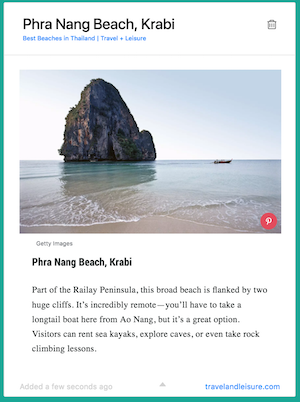 Phra Nang Beach, Krabi
Best Beaches in Thailand | Travel + Leisure
Getty Images
Phra Nang Beach, Krabi
Part of the Railay Peninsula, this broad beach is flanked by two
huge cliffs. It’s incredibly remote—you’ll have to take a
longtail boat here from Ao Nang, but it’s a great option.
Visitors can rent sea kayaks, explore caves, or even take rock
climbing lessons.
Added a few seconds ago
travelandleisure.com